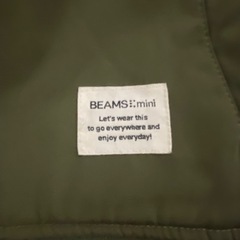 BEAMS⁝mini
Let's wear this
to go everywhere and
enjoy everyday!